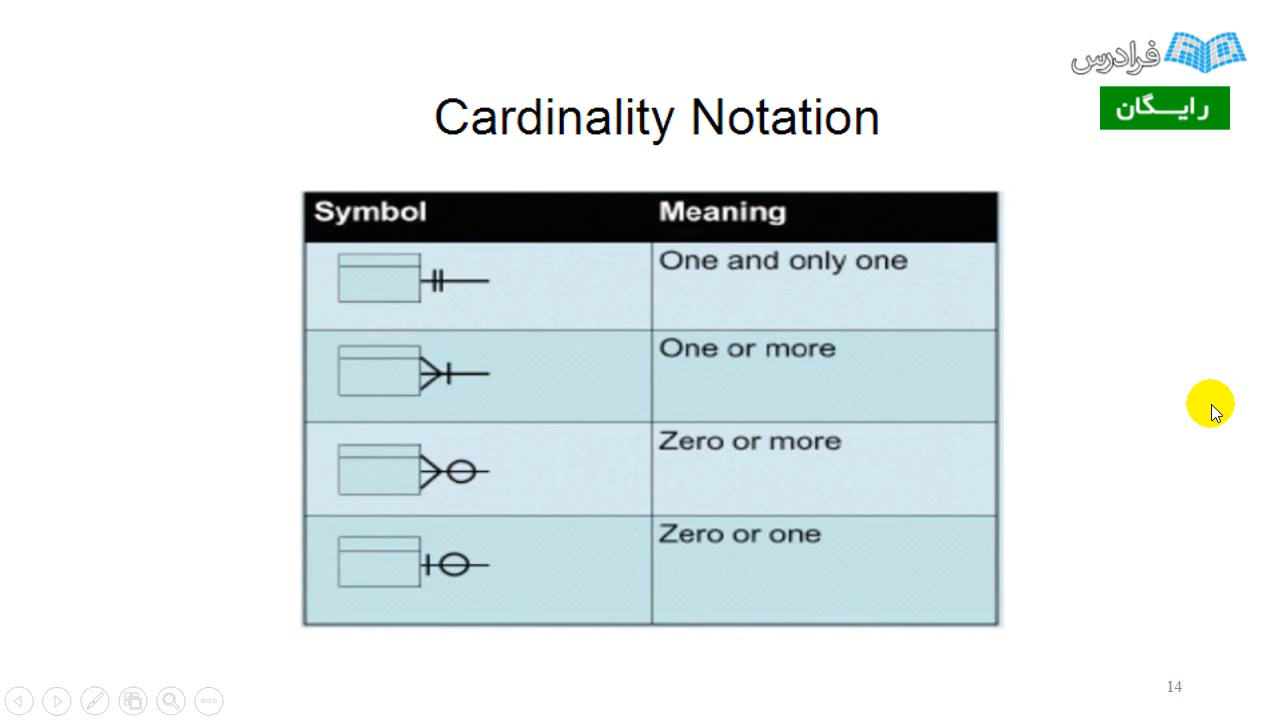 فرادرس
رایگان
Cardinality Notation
Symbol Meaning
One and only one
One or more
Zero or more
Zero or one
14